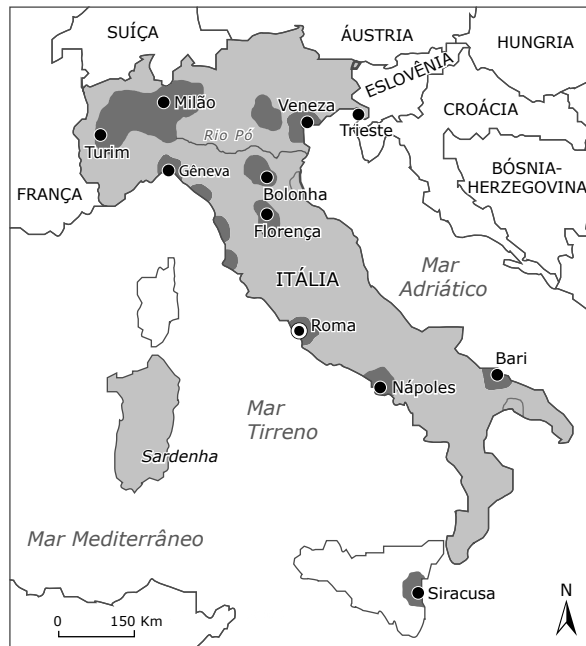 SUÍÇA
ÁUSTRIA
HUNGRIA
ESLOVÊNIA
CROÁCIA
Milão
Veneza
Trieste
Rio Pó
Turim
Gêneva
Bolonha
BÓSNIA-
HERZEGOVINA
FRANÇA
Florença
Mar
Adriático
ITÁLIA
Roma
Bari
Nápoles
Mar
Tirreno
Sardenha
Mar Mediterrâneo
Siracusa
N
0 150 Km